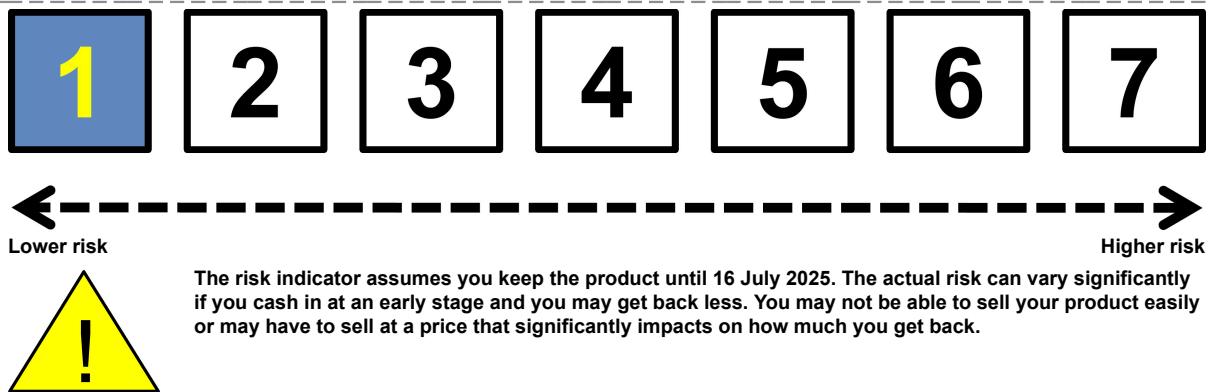 1 2 3 4 5 6 7
Lower risk Higher risk
The risk indicator assumes you keep the product until 16 July 2025. The actual risk can vary significantly
if you cash in at an early stage and you may get back less. You may not be able to sell your product easily
or may have to sell at a price that significantly impacts on how much you get back.
!